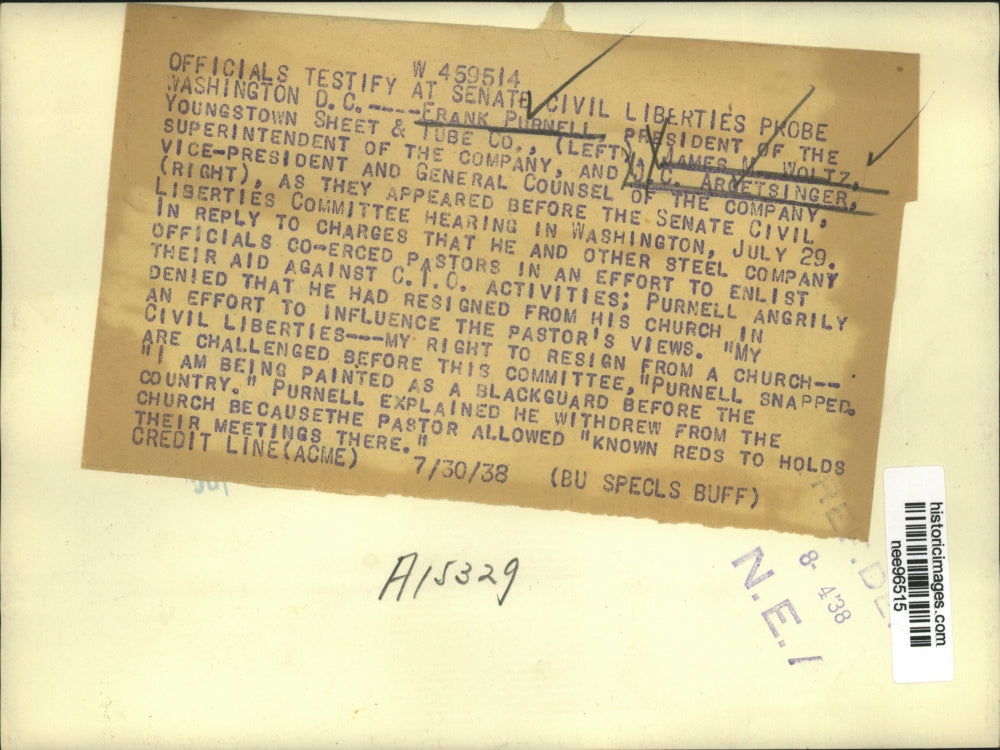 W 459514
OFFICIALS TESTIFY AT SENATE CIVIL LIBERTIES PROBE
WASHINGTON D.C.----FRANK PURNELL, PRESIDENT OF THE
YOUNGSTOWN SHEET & TUBE CO., (LEFT), JAMES M. WOLTZ,
SUPERINTENDENT OF THE COMPANY, AND J.C. ARGETSINGER,
VICE-PRESIDENT AND GENERAL COUNSEL OF THE COMPANY,
(RIGHT), AS THEY APPEARED BEFORE THE SENATE CIVIL
LIBERTIES COMMITTEE HEARING IN WASHINGTON, JULY 29.
IN REPLY TO CHARGES THAT HE AND OTHER STEEL COMPANY
OFFICIALS CO-ERCED PASTORS IN AN EFFORT TO ENLIST
THEIR AID AGAINST C.I.O. ACTIVITIES; PURNELL ANGRILY
DENIED THAT HE HAD RESIGNED FROM HIS CHURCH IN
AN EFFORT TO INFLUENCE THE PASTOR'S VIEWS. "MY
CIVIL LIBERTIES---MY RIGHT TO RESIGN FROM A CHURCH--
ARE CHALLENGED BEFORE THIS COMMITTEE, "PURNELL SNAPPED.
"I AM BEING PAINTED AS A BLACKGUARD BEFORE THE
COUNTRY." PURNELL EXPLAINED HE WITHDREW FROM THE
CHURCH BECAUSETHE PASTOR ALLOWED "KNOWN REDS TO HOLDS
THEIR MEETINGS THERE."
CREDIT LINE(ACME) 7/30/38 (BU SPECLS BUFF)
A15329
8- 4'38
N.E.
historicimages.com
nee96515